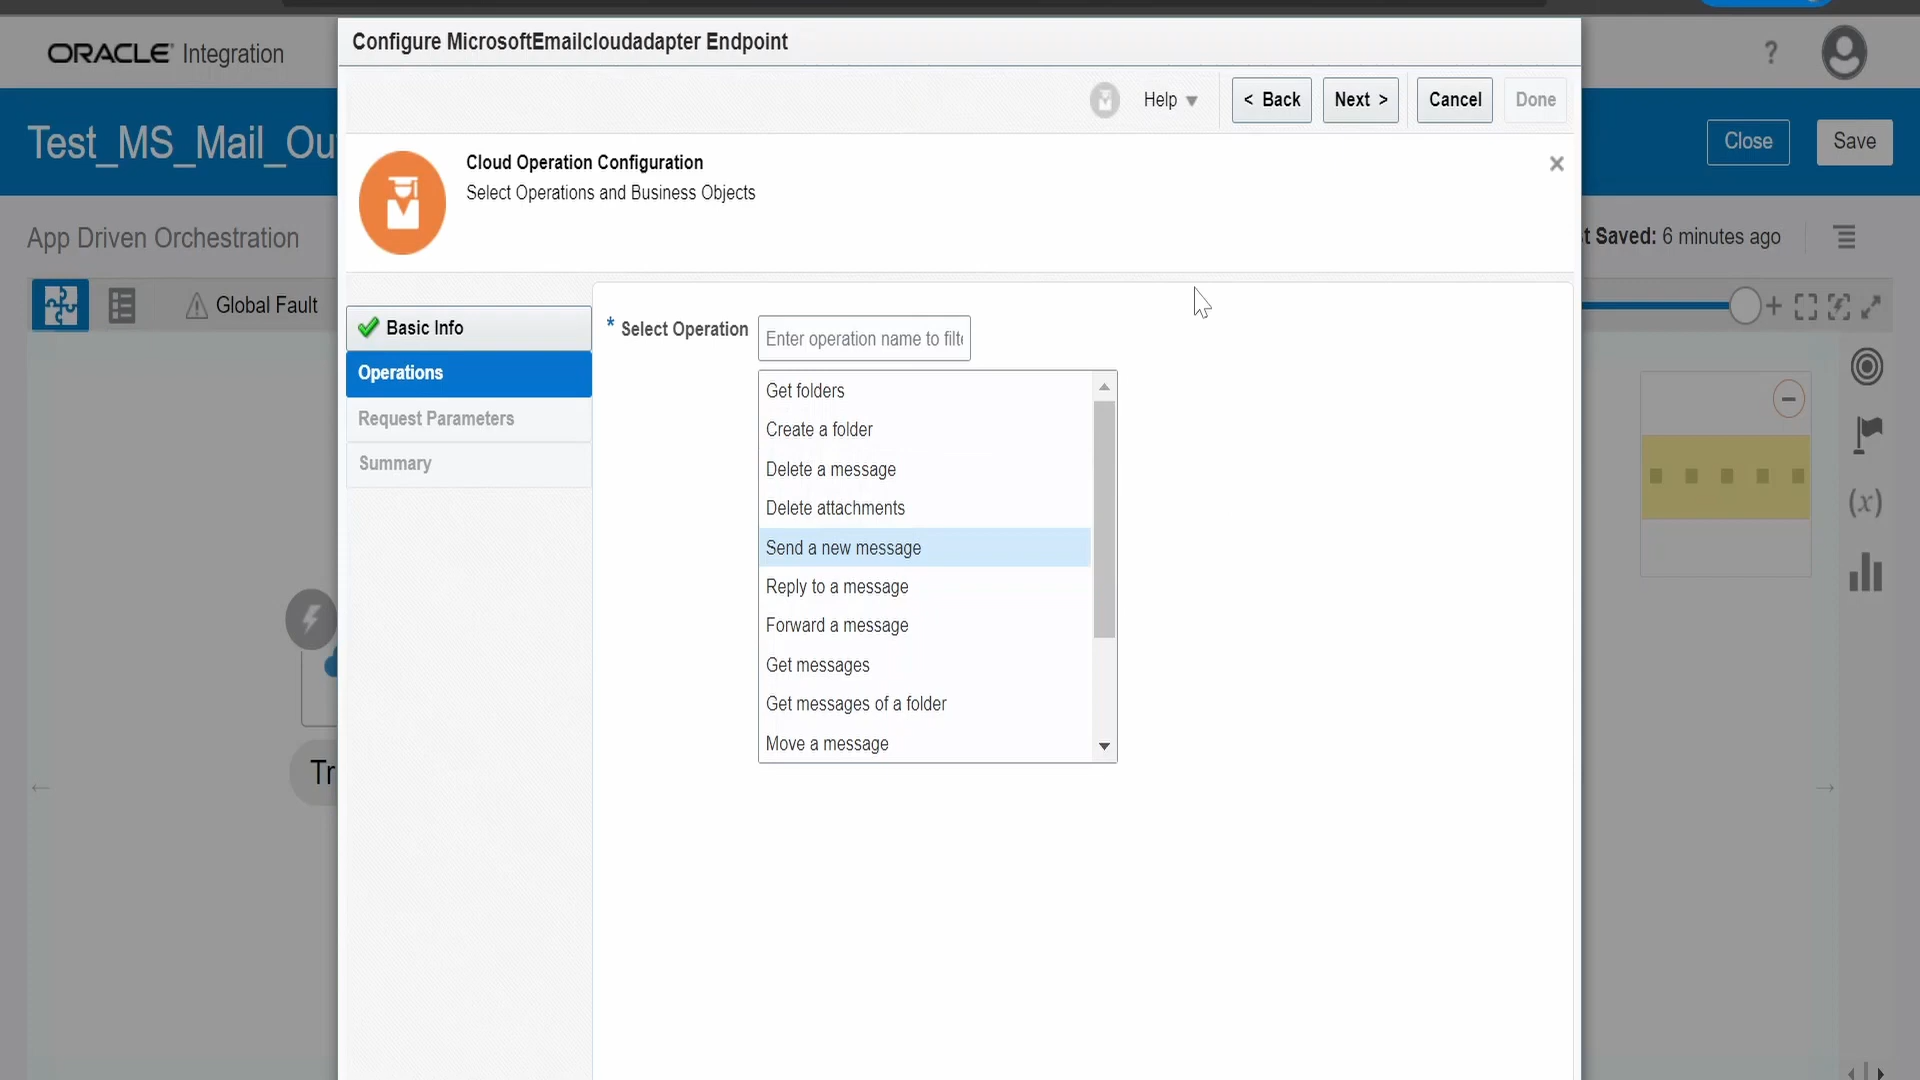 Configure MicrosoftEmailcloudadapter Endpoint
ORACLE Integration
?
Help
< Back
Next >
Cancel
Done
Test_MS_Mail_Ou
Close
Save
Cloud Operation Configuration
Select Operations and Business Objects
App Driven Orchestration
t Saved: 6 minutes ago
Global Fault
Basic Info
Operations
Request Parameters
Summary
* Select Operation
Enter operation name to filt
Get folders
Create a folder
Delete a message
Delete attachments
Send a new message
Reply to a message
Forward a message
Get messages
Get messages of a folder
Move a message
(x)
Tr